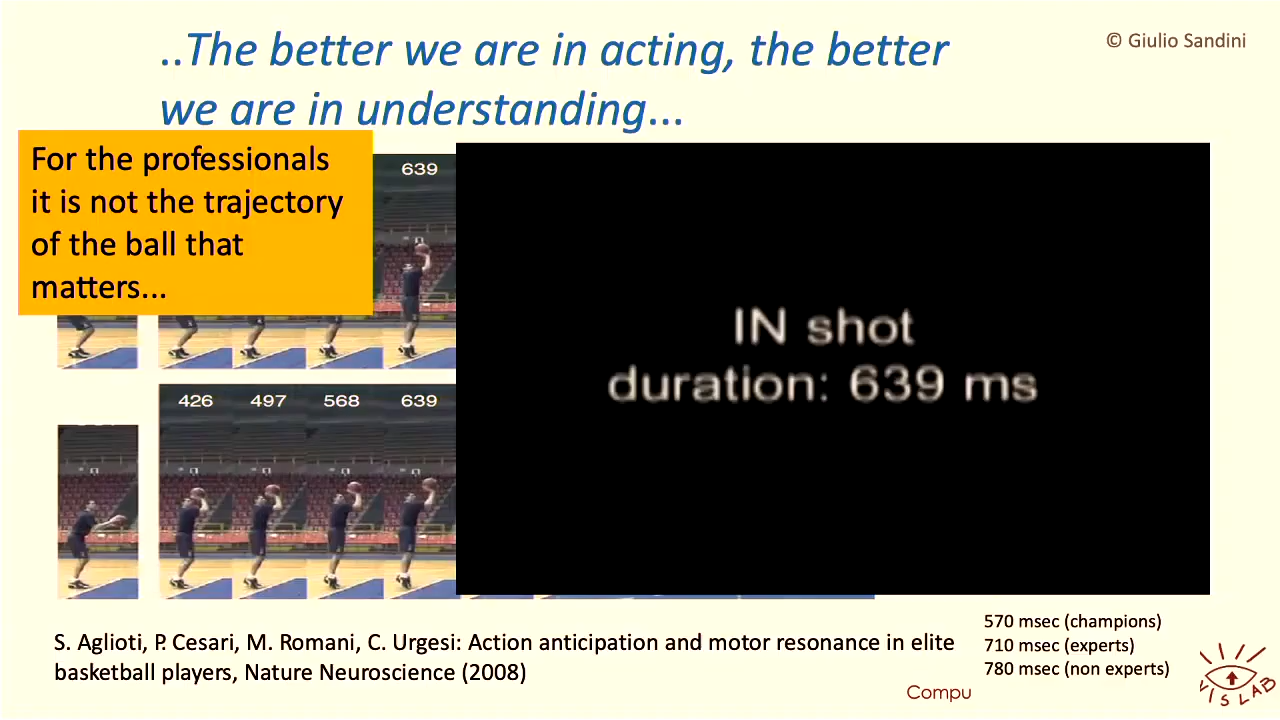 ..The better we are in acting, the better
we are in understanding...
© Giulio Sandini
For the professionals
it is not the trajectory
of the ball that
matters...
639
IN shot
duration: 639 ms
426 497 568 639
S. Aglioti, P. Cesari, M. Romani, C. Urgesi: Action anticipation and motor resonance in elite
basketball players, Nature Neuroscience (2008)
570 msec (champions)
710 msec (experts)
780 msec (non experts)
Compu
VISLAB